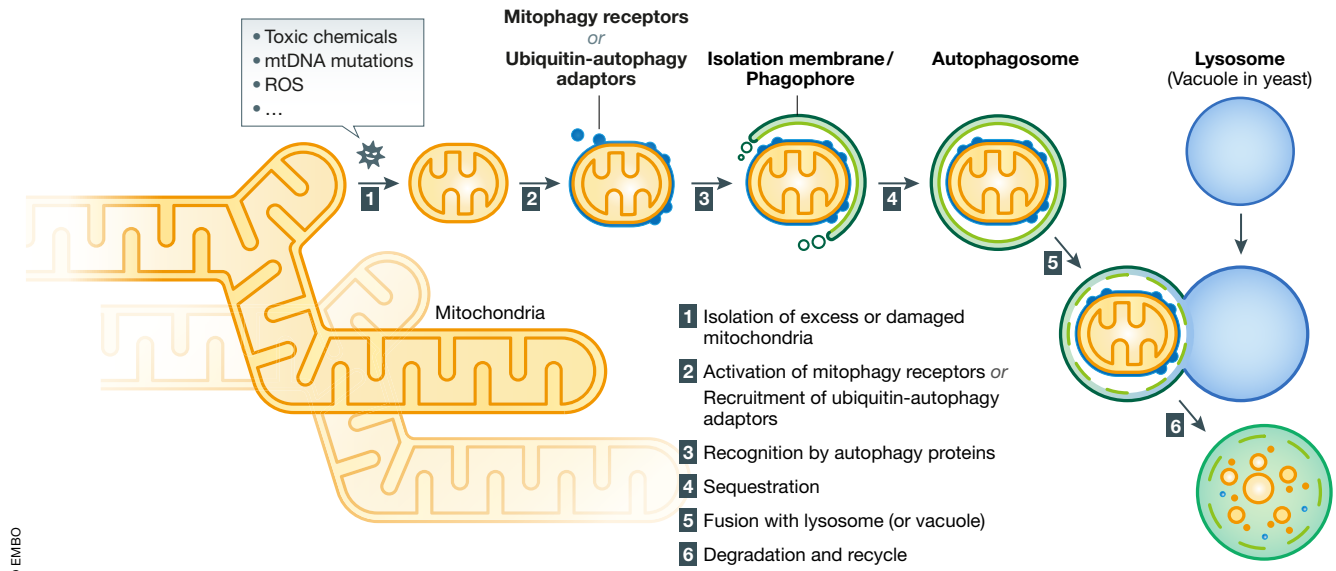 • Toxic chemicals
• mtDNA mutations
• ROS
• ...
Mitophagy receptors
or
Ubiquitin-autophagy
adaptors
Isolation membrane/
Phagophore
Autophagosome
Lysosome
(Vacuole in yeast)
1
2
3
4
5
6
Mitochondria
1 Isolation of excess or damaged
mitochondria
2 Activation of mitophagy receptors or
Recruitment of ubiquitin-autophagy
adaptors
3 Recognition by autophagy proteins
4 Sequestration
5 Fusion with lysosome (or vacuole)
6 Degradation and recycle
EMBO